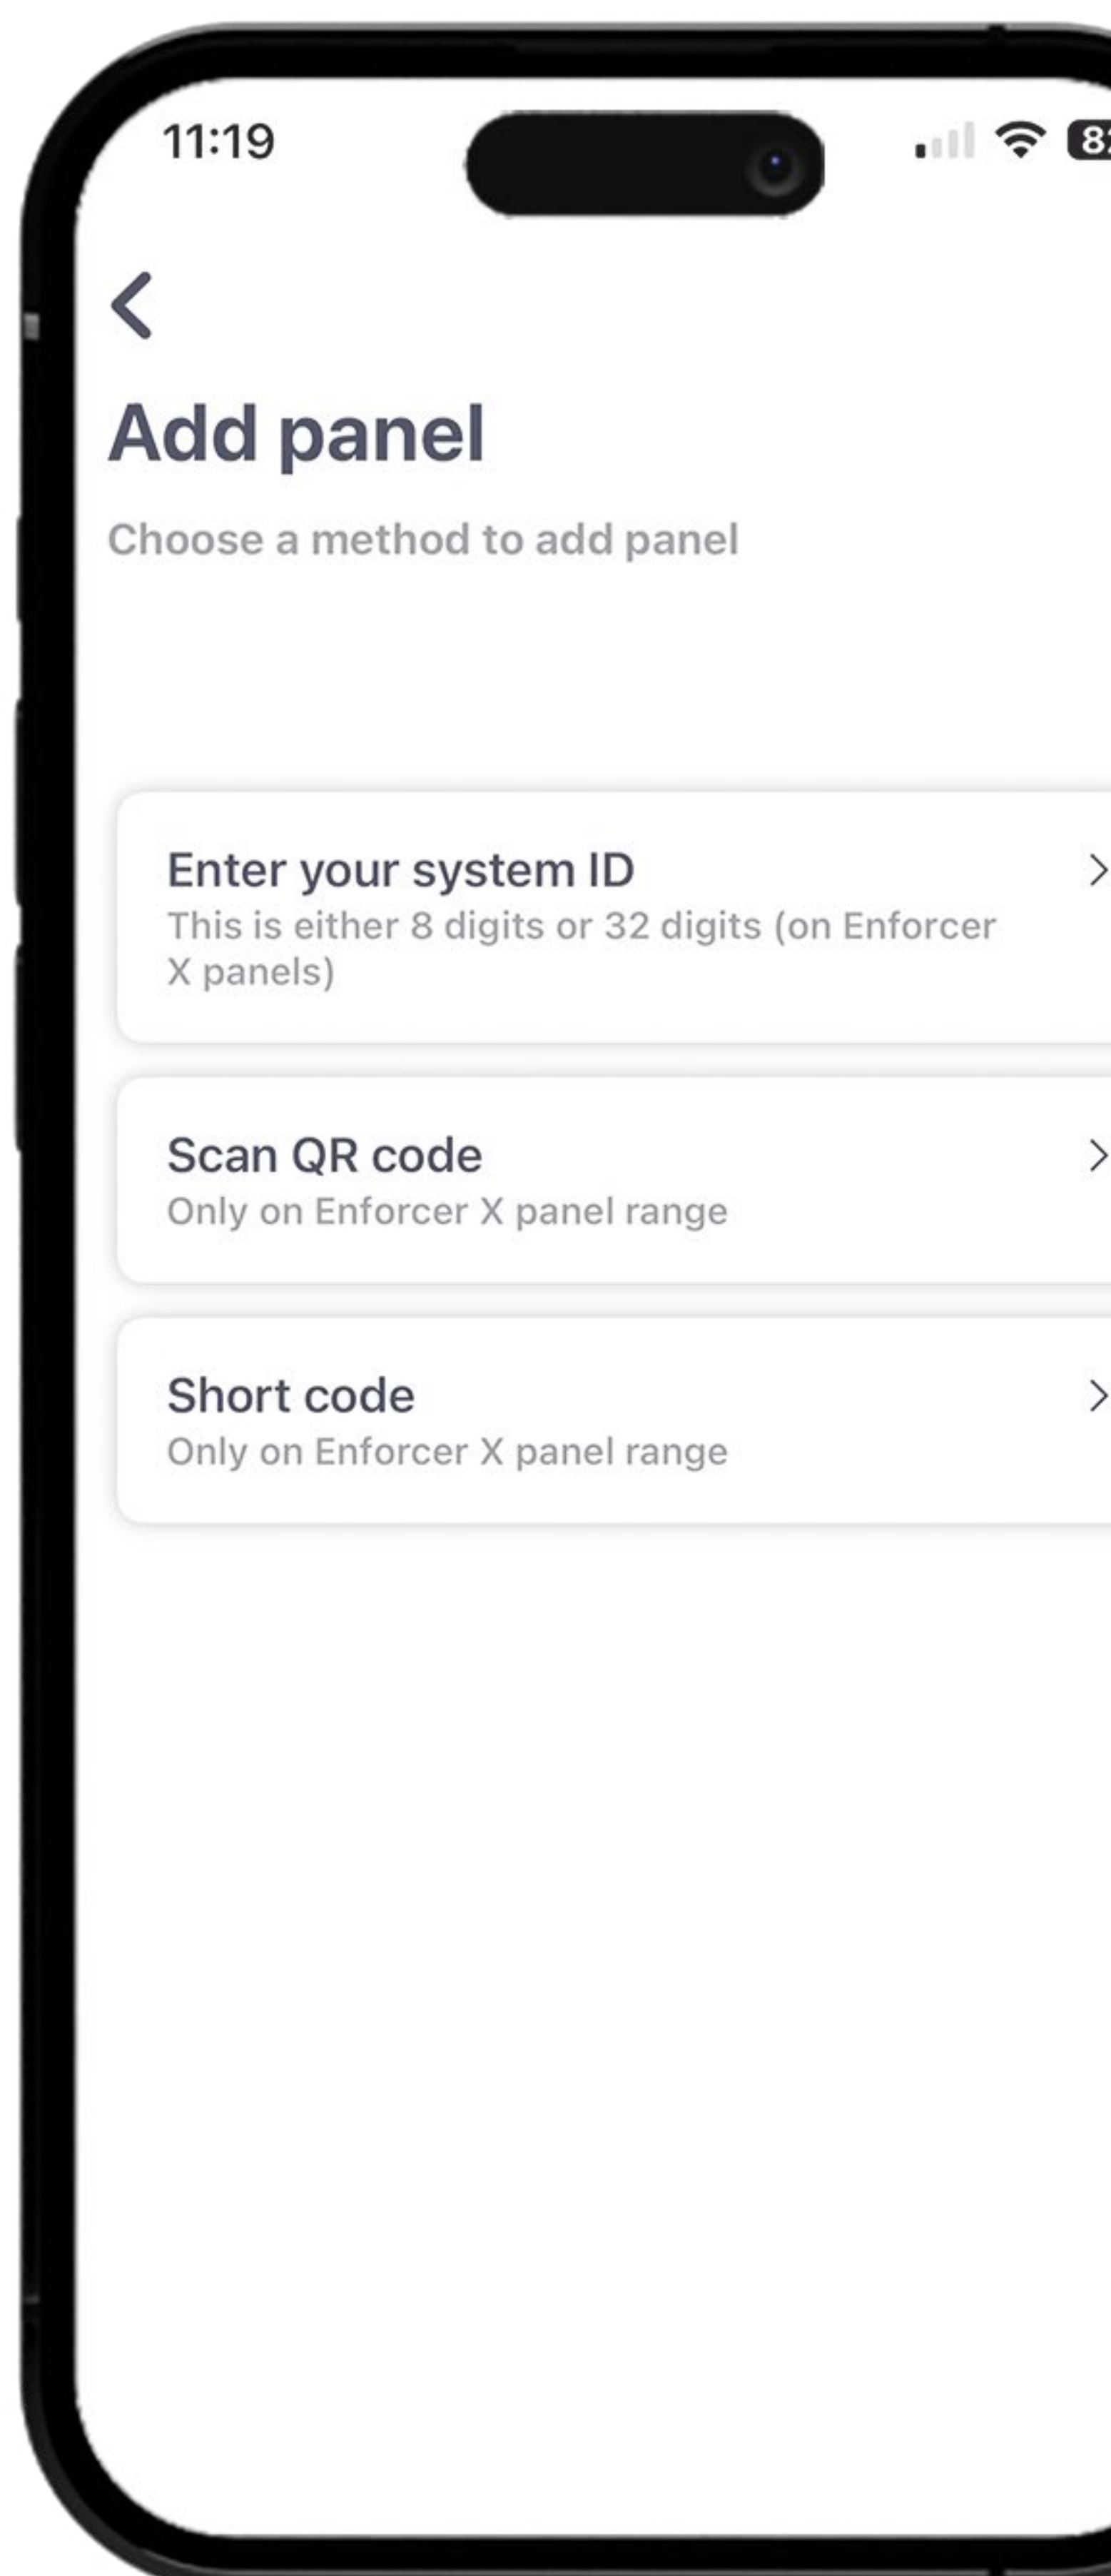 11:19
Add panel
Choose a method to add panel
Enter your system ID
This is either 8 digits or 32 digits (on Enforcer
X panels)
Scan QR code
Only on Enforcer X panel range
Short code
Only on Enforcer X panel range